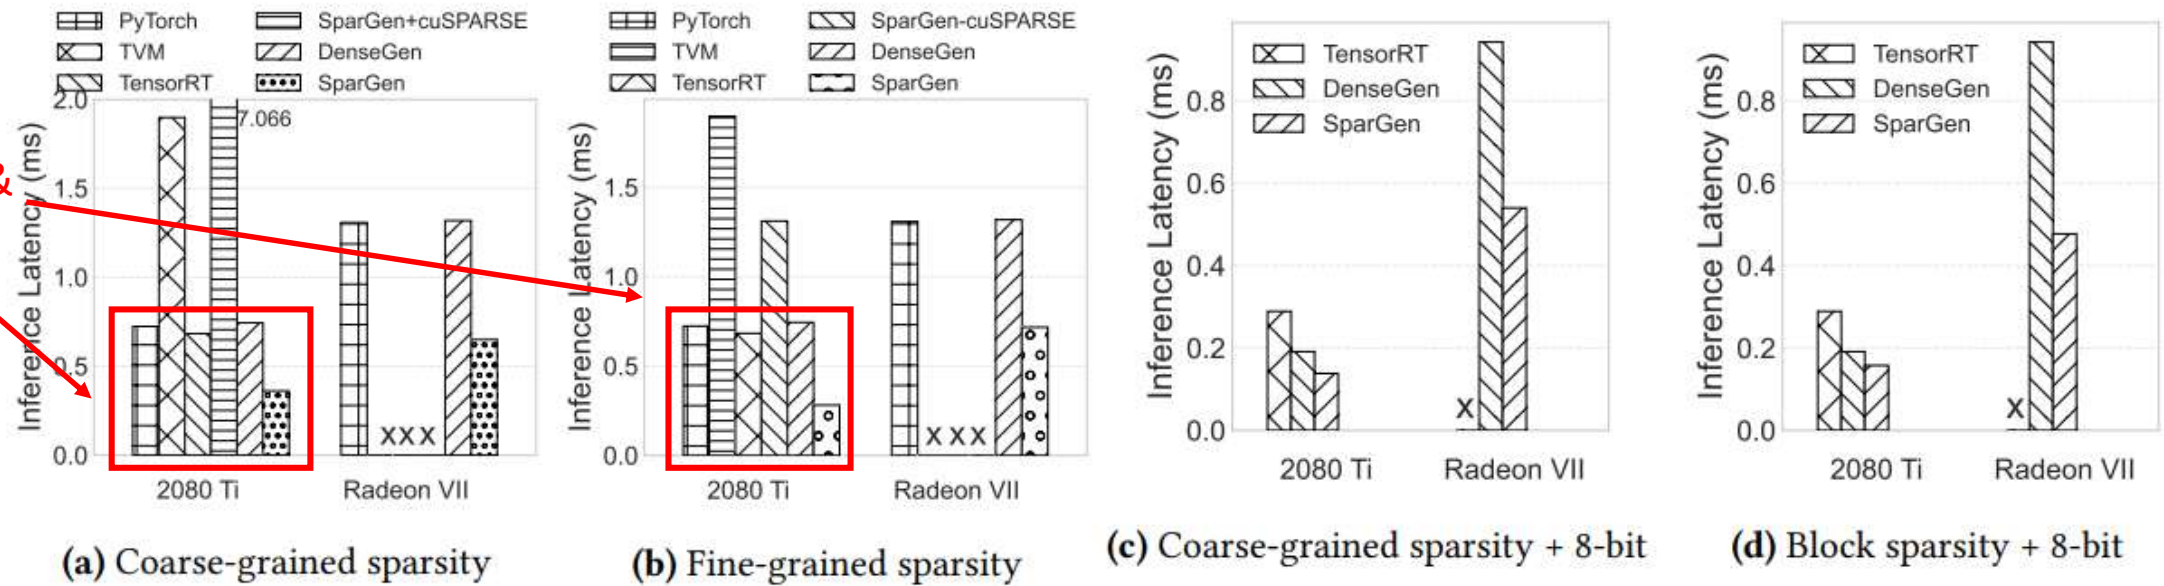 PyTorch
TVM
TensorRT
SparGen+cuSPARSE
DenseGen
SparGen
Inference Latency (ms)
2.0
1.5
1.0
0.5
0.0
7.066
&
X X X
2080 Ti
Radeon VII
(a) Coarse-grained sparsity
PyTorch
TVM
TensorRT
SparGen-cuSPARSE
DenseGen
SparGen
Inference Latency (ms)
1.5
1.0
0.5
0.0
X X X
2080 Ti
Radeon VII
(b) Fine-grained sparsity
TensorRT
DenseGen
SparGen
Inference Latency (ms)
0.8
0.6
0.4
0.2
0.0
X
2080 Ti
Radeon VII
(c) Coarse-grained sparsity + 8-bit
TensorRT
DenseGen
SparGen
Inference Latency (ms)
0.8
0.6
0.4
0.2
0.0
X
2080 Ti
Radeon VII
(d) Block sparsity + 8-bit